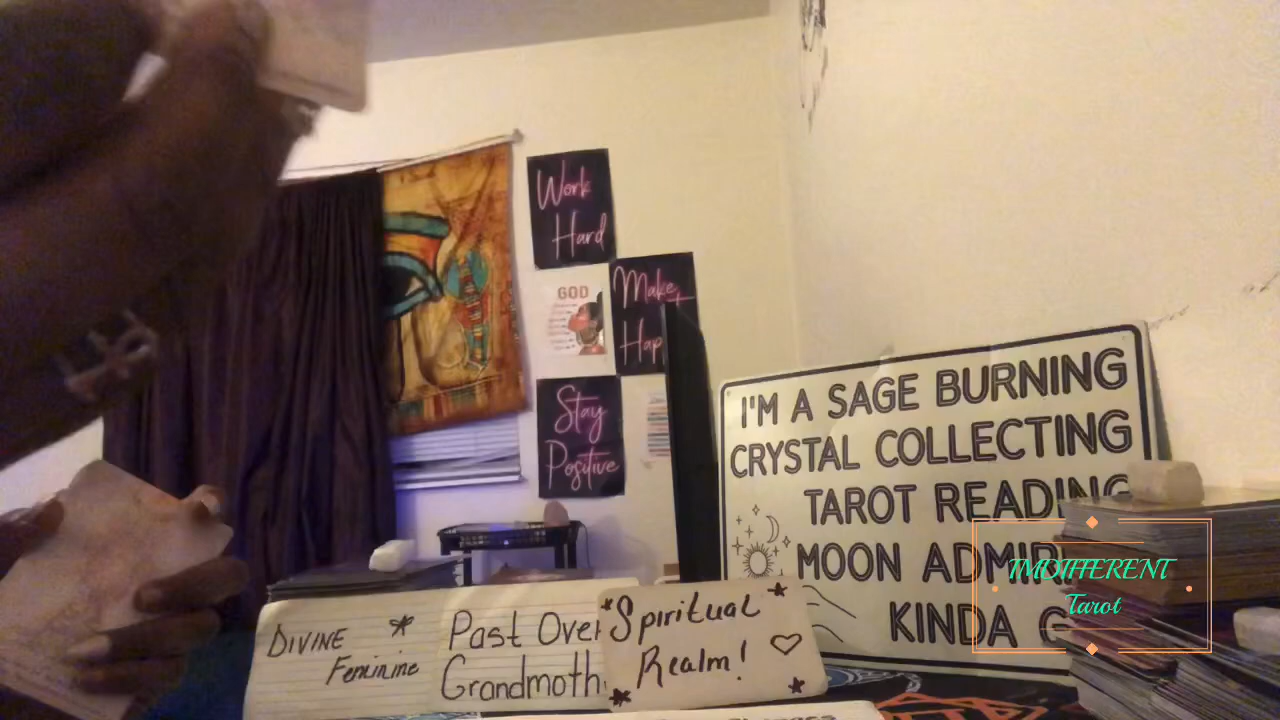 Work
Hard
GOD
Make
Hap
Stay
Positive
I'M A SAGE BURNING
CRYSTAL COLLECTING
TAROT READING
MOON ADMIR
KINDA G
TMDIFFERENT
Tarot
DIVINE
Feminine
Past Over
Grandmoth
Spiritual
Realm!